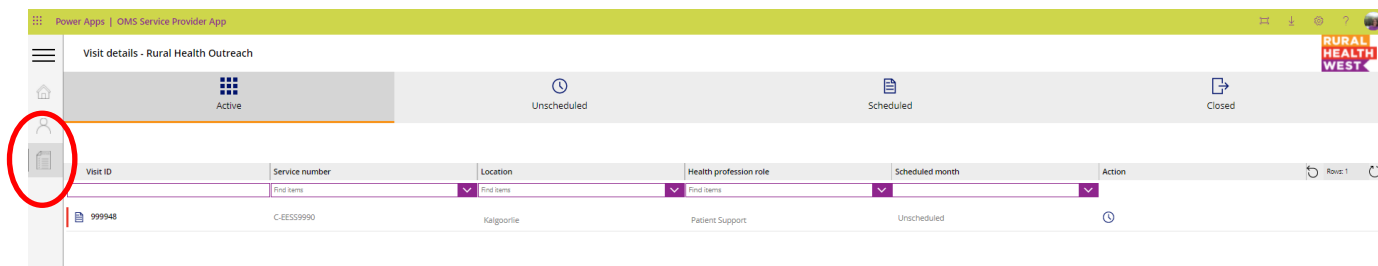 Power Apps | OMS Service Provider App
?
Visit details - Rural Health Outreach
RURAL
HEALTH
WEST
Active
Unscheduled
Scheduled
Closed
Visit ID Service number Location Health profession role Scheduled month Action Rows: 1
Find items Find items Find items
999948 C-EESS9990 Kalgoorlie Patient Support Unscheduled